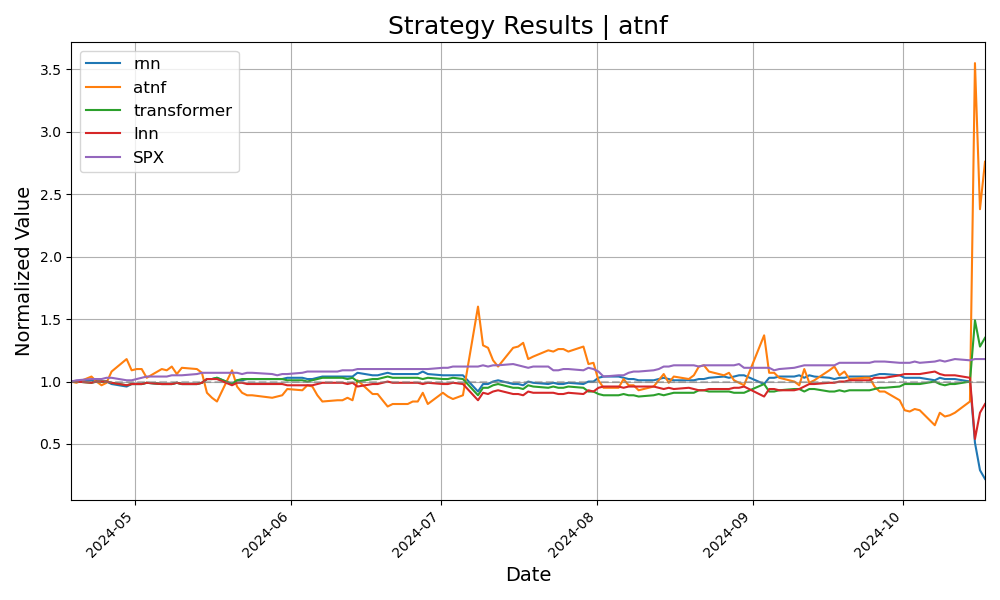 Strategy Results | atnf
rnn
atnf
transformer
lnn
SPX
Normalized Value
3.5
3.0
2.5
2.0
1.5
1.0
0.5
2024-05
2024-06
2024-07
2024-08
2024-09
2024-10
Date